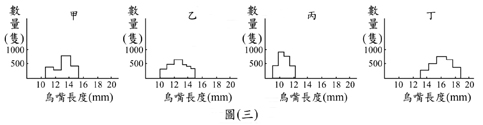 甲 乙 丙 丁
數量(隻) 數量(隻) 數量(隻) 數量(隻)
1000 1000 1000 1000
500 500 500 500
10 12 14 16 18 20 10 12 14 16 18 20 10 12 14 16 18 20 10 12 14 16 18 20
鳥嘴長度(mm) 鳥嘴長度(mm) 鳥嘴長度(mm) 鳥嘴長度(mm)
圖(三)